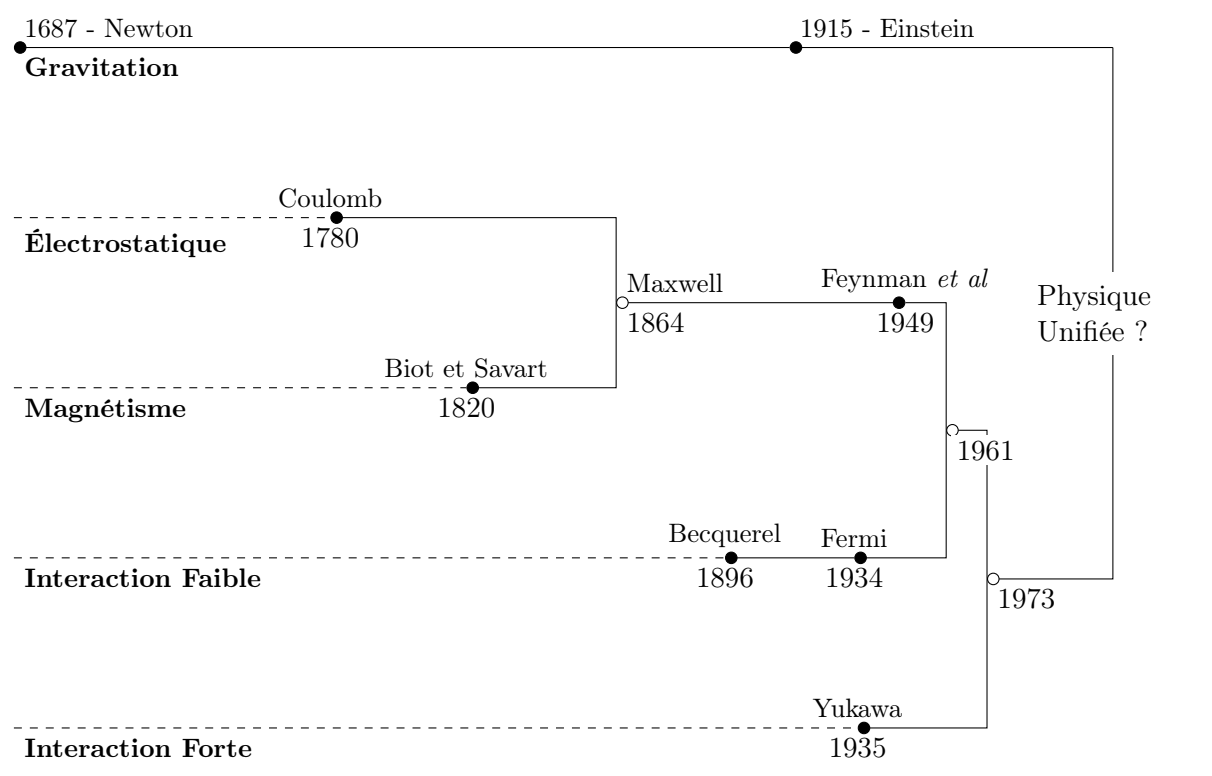 1687 - Newton
1915 - Einstein
Gravitation
Coulomb
1780
Électrostatique
Maxwell
1864
Feynman et al
1949
Physique
Unifiée ?
Biot et Savart
1820
Magnétisme
1961
Becquerel
1896
Fermi
1934
Interaction Faible
1973
Yukawa
1935
Interaction Forte